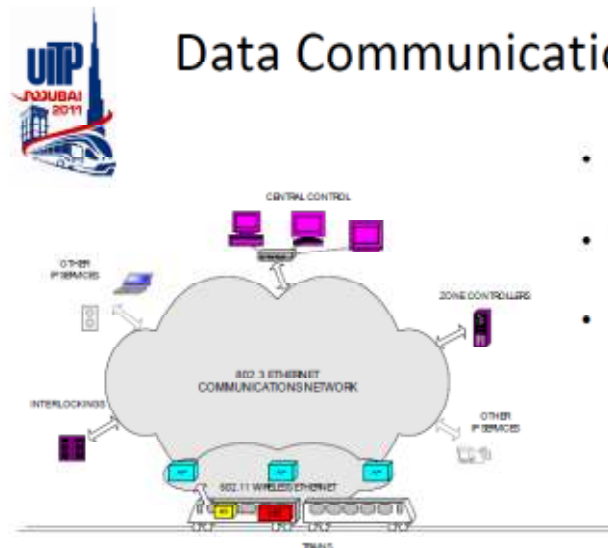 UITP
DUBAI
2011
Data Communicatio
CENTRAL CONTROL
OTHER
IP SERVICES
ZONE CONTROLLERS
802.3 ETHERNET
COMMUNICATIONS NETWORK
INTERLOCKINGS
OTHER
IP SERVICES
802.11 WIRELESS ETHERNET
TRAINS